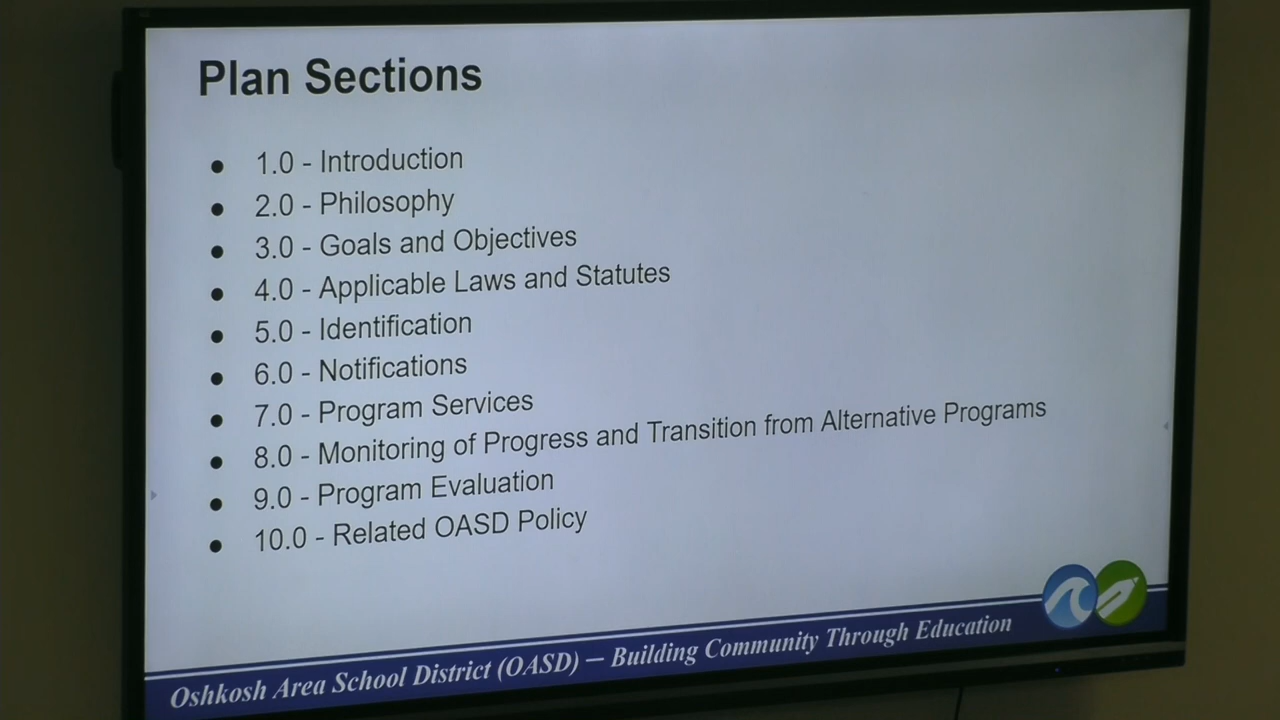 Plan Sections
● 1.0 - Introduction
● 2.0 - Philosophy
● 3.0 - Goals and Objectives
● 4.0 - Applicable Laws and Statutes
● 5.0 - Identification
● 6.0 - Notifications
● 7.0 - Program Services
● 8.0 - Monitoring of Progress and Transition from Alternative Programs
● 9.0 - Program Evaluation
● 10.0 - Related OASD Policy
Oshkosh Area School District (OASD) — Building Community Through Education